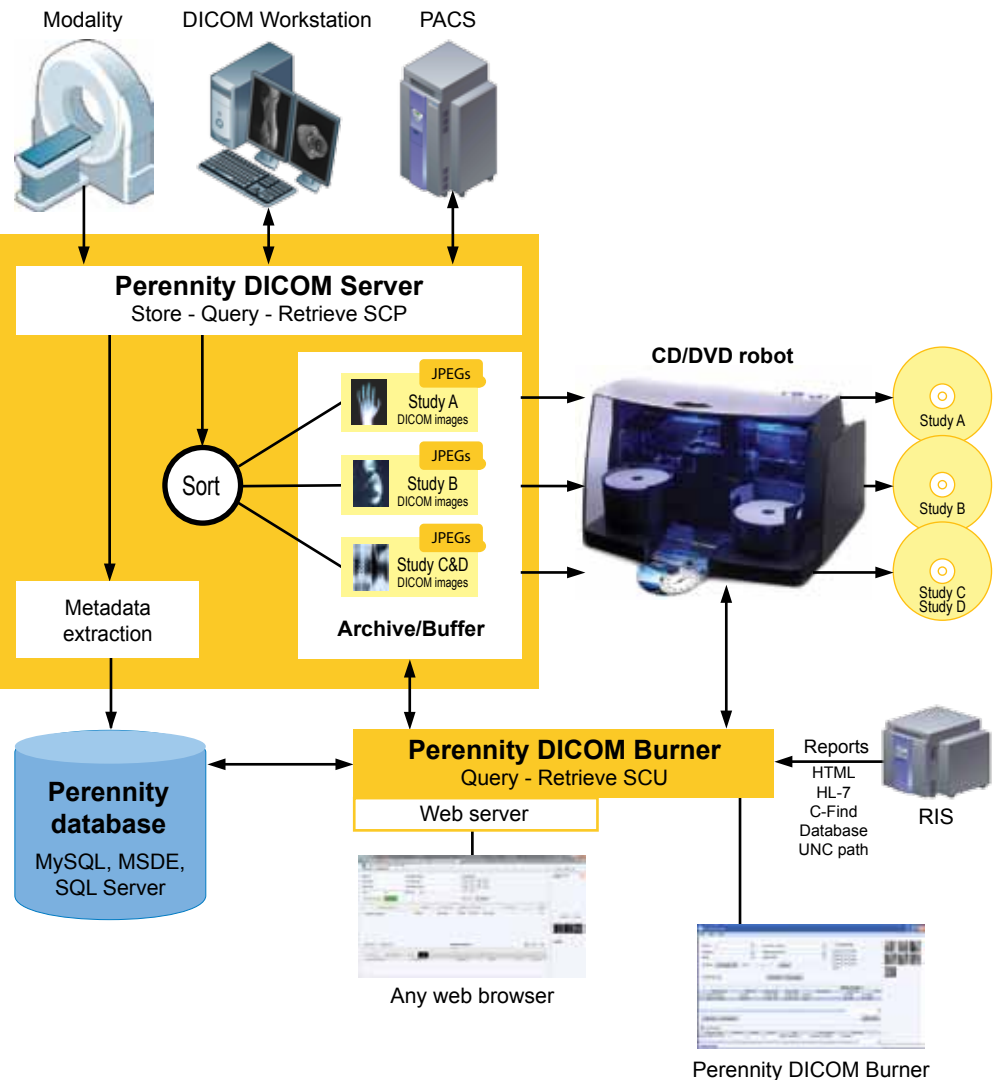 Modality
DICOM Workstation
PACS
Perennity DICOM Server
Store - Query - Retrieve SCP
CD/DVD robot
JPEGs
Study A
DICOM images
Study A
JPEGs
Study B
DICOM images
Sort
Study B
JPEGs
Study C&D
DICOM images
Study C
Study D
Metadata
extraction
Archive/Buffer
Perennity DICOM Burner
Query - Retrieve SCU
Web server
Reports
HTML
HL-7
C-Find
Database
UNC path
RIS
Perennity
database
MySQL, MSDE,
SQL Server
Any web browser
Perennity DICOM Burner